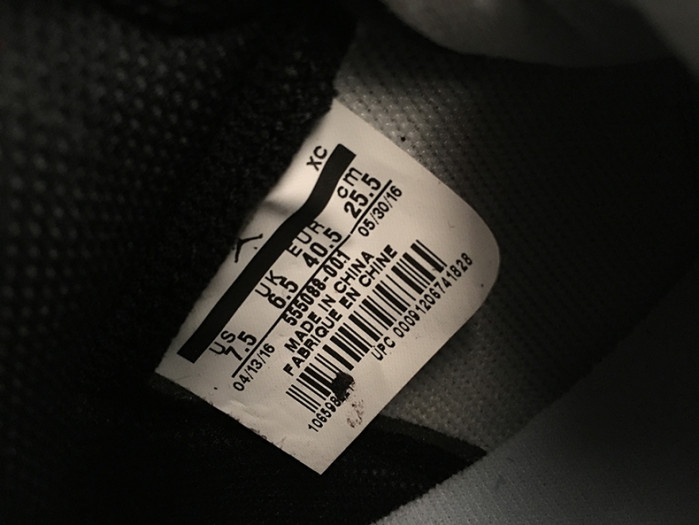 XC
US UK EUR cm
7.5 6.5 40.5 25.5
04/13/16 555088-001 05/30/16
MADE IN CHINA
FABRIQUE EN CHINE
UPC 00091206741828